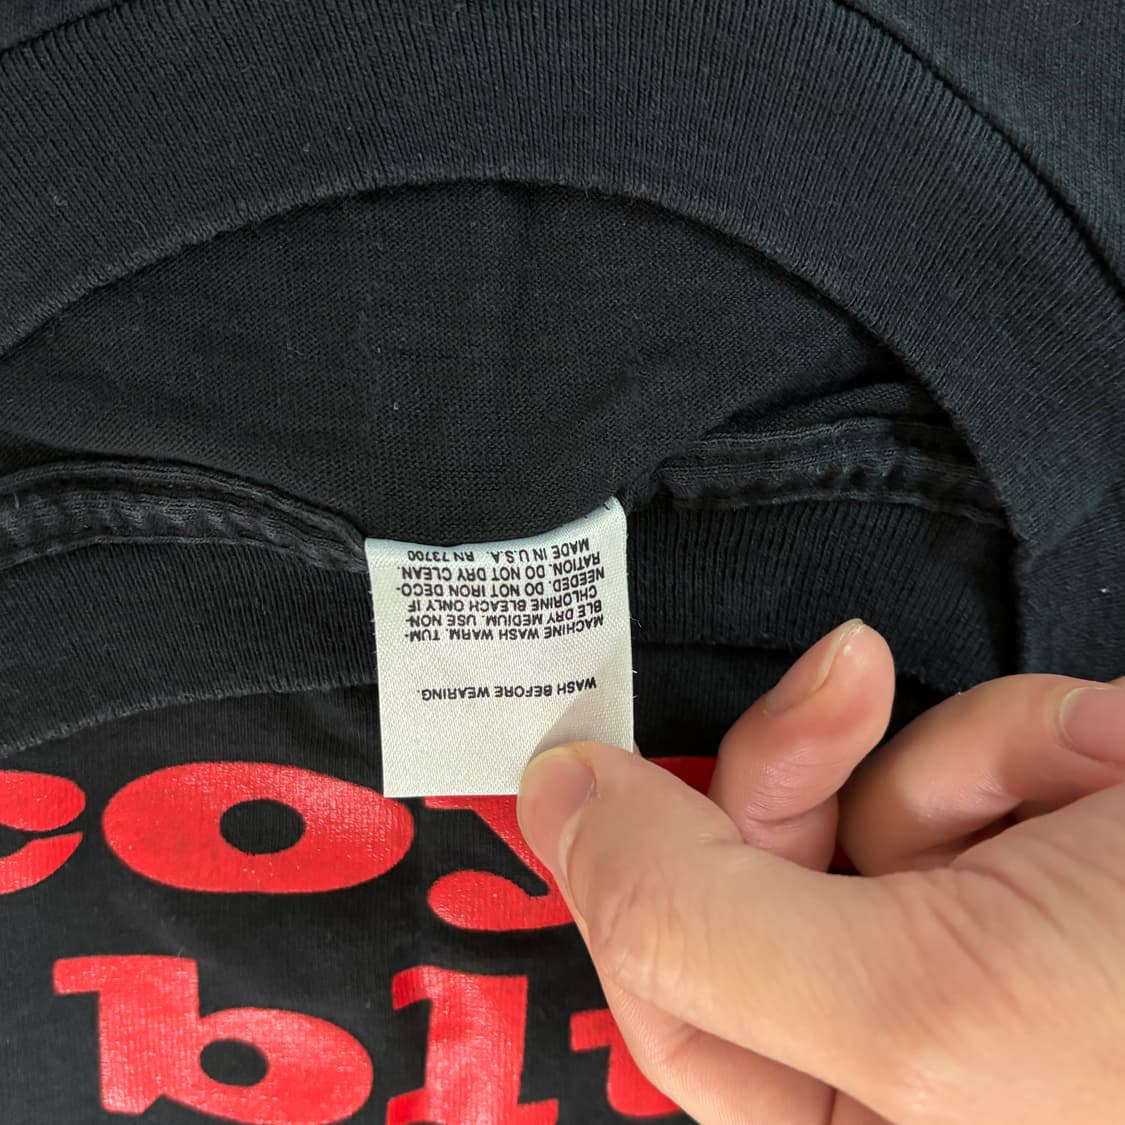 WASH BEFORE WEARING.
MACHINE WASH WARM, TUM-
BLE DRY MEDIUM. USE NON-
CHLORINE BLEACH ONLY IF
NEEDED. DO NOT IRON DECO-
RATION. DO NOT DRY CLEAN.
MADE IN U.S.A. RN 73700